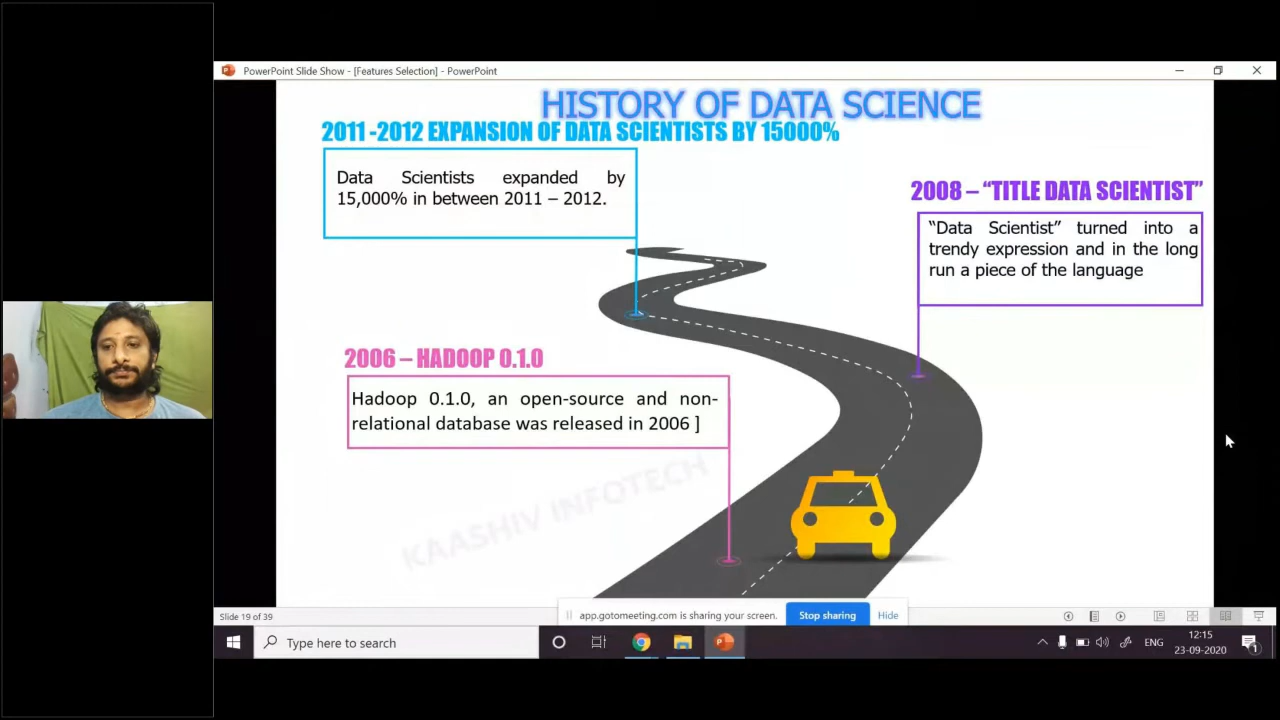 PowerPoint Slide Show - [Features Selection] - PowerPoint
HISTORY OF DATA SCIENCE
2011 -2012 EXPANSION OF DATA SCIENTISTS BY 15000%
Data Scientists expanded by
15,000% in between 2011 – 2012.
2008 – “TITLE DATA SCIENTIST”
“Data Scientist” turned into a
trendy expression and in the long
run a piece of the language
2006 – HADOOP 0.1.0
Hadoop 0.1.0, an open-source and non-
relational database was released in 2006 ]
KAASHIV INFOTECH
Slide 19 of 39
app.gotomeeting.com is sharing your screen.
Stop sharing
Hide
Type here to search
ENG
12:15
23-09-2020
1